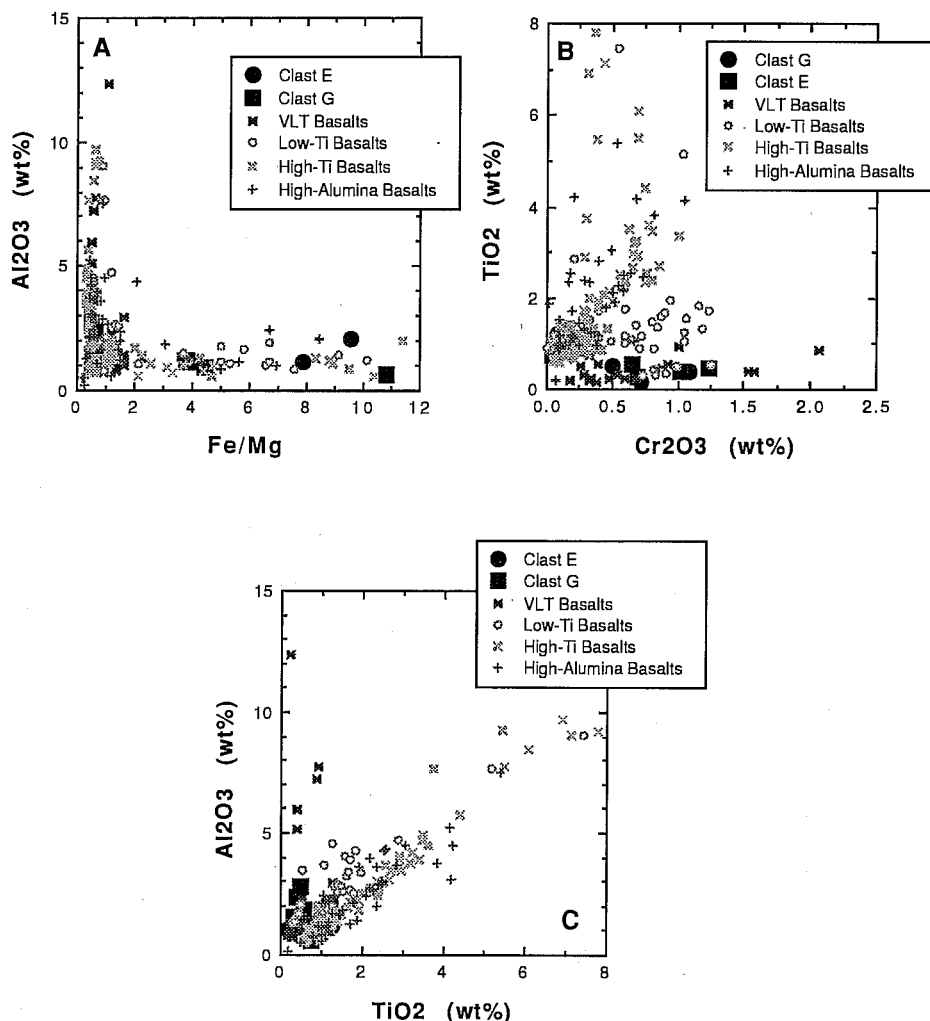 A
15
10
5
0
Al2O3 (wt%)
0 2 4 6 8 10 12
Fe/Mg
Clast E
Clast G
VLT Basalts
Low-Ti Basalts
High-Ti Basalts
High-Alumina Basalts
B
8
6
4
2
0
TiO2 (wt%)
0.0 0.5 1.0 1.5 2.0 2.5
Cr2O3 (wt%)
Clast G
Clast E
VLT Basalts
Low-Ti Basalts
High-Ti Basalts
High-Alumina Basalts
C
15
10
5
0
Al2O3 (wt%)
0 2 4 6 8
TiO2 (wt%)
Clast E
Clast G
VLT Basalts
Low-Ti Basalts
High-Ti Basalts
High-Alumina Basalts